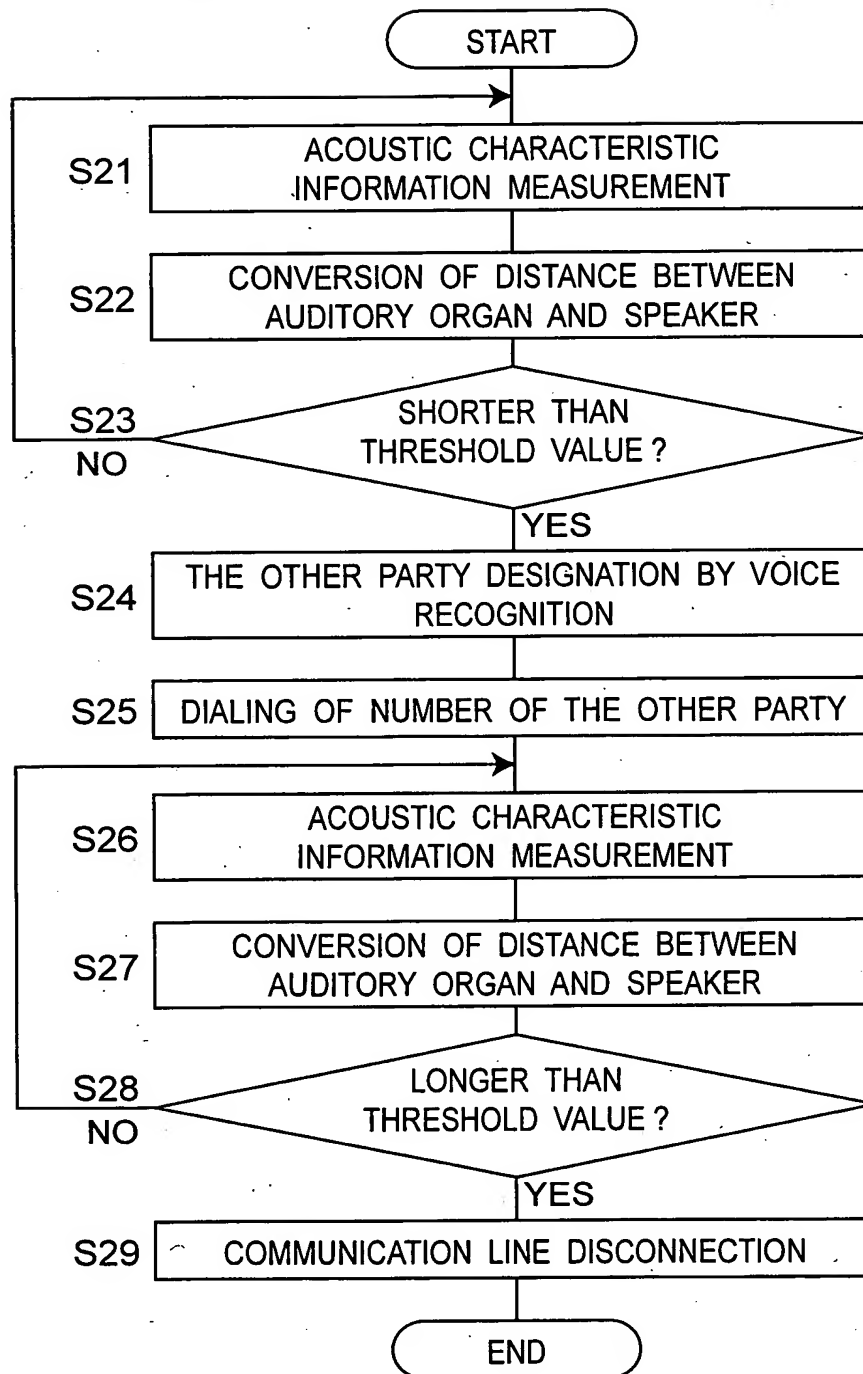 START
S21
ACOUSTIC CHARACTERISTIC
INFORMATION MEASUREMENT
S22
CONVERSION OF DISTANCE BETWEEN
AUDITORY ORGAN AND SPEAKER
S23
NO
SHORTER THAN
THRESHOLD VALUE?
YES
S24
THE OTHER PARTY DESIGNATION BY VOICE
RECOGNITION
S25
DIALING OF NUMBER OF THE OTHER PARTY
S26
ACOUSTIC CHARACTERISTIC
INFORMATION MEASUREMENT
S27
CONVERSION OF DISTANCE BETWEEN
AUDITORY ORGAN AND SPEAKER
S28
NO
LONGER THAN
THRESHOLD VALUE?
YES
S29
COMMUNICATION LINE DISCONNECTION
END